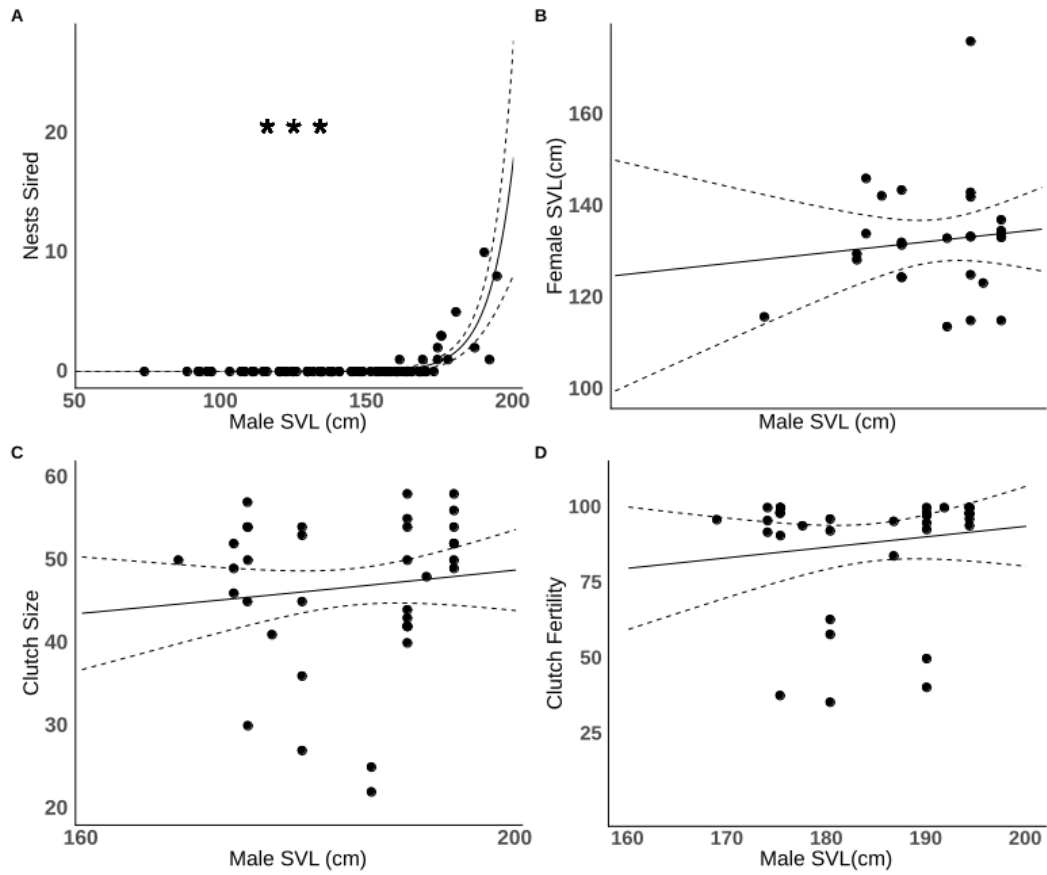 A
Nests Sired
20
10
0
* * *
50
100
150
200
Male SVL (cm)
B
Female SVL(cm)
160
140
120
100
Male SVL (cm)
C
Clutch Size
60
50
40
30
20
160
200
Male SVL (cm)
D
Clutch Fertility
100
75
50
25
160
170
180
190
200
Male SVL(cm)